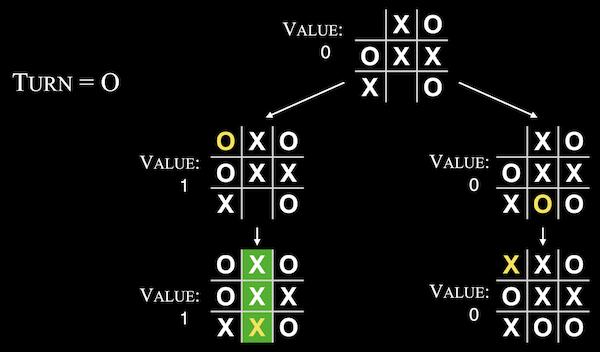 VALUE:
0
X O
O X X
X O
TURN = O
O X O
O X X
X O
VALUE:
1
X O
O X X
X O O
VALUE:
0
O X O
O X X
X X O
VALUE:
1
X X O
O X X
X O O
VALUE:
0